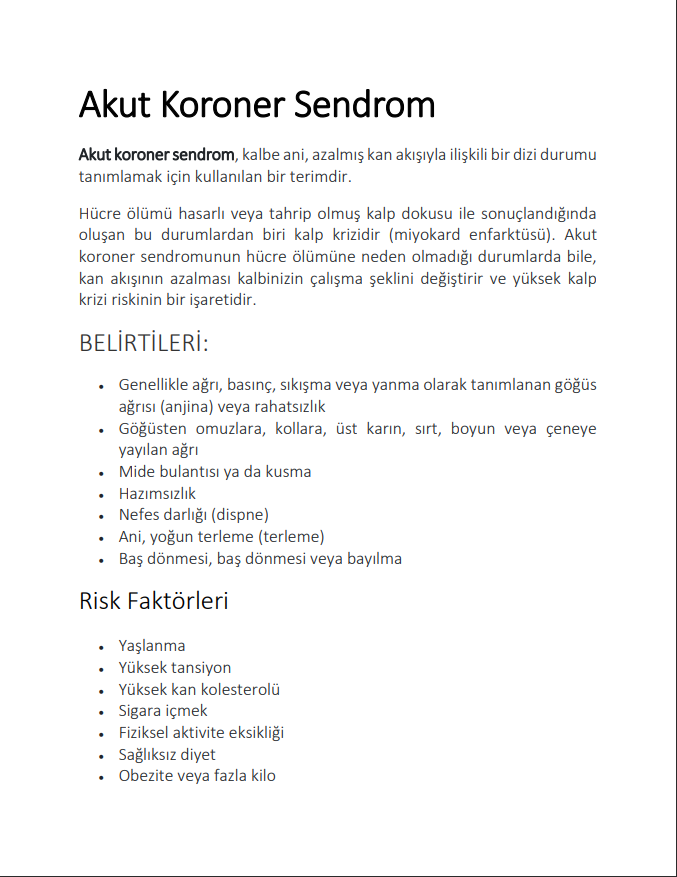 Akut Koroner Sendrom
Akut koroner sendrom, kalbe ani, azalmış kan akışıyla ilişkili bir dizi durumu
tanımlamak için kullanılan bir terimdir.
Hücre ölümü hasarlı veya tahrip olmuş kalp dokusu ile sonuçlandığında
oluşan bu durumlardan biri kalp krizidir (miyokard enfarktüsü). Akut
koroner sendromunun hücre ölümüne neden olmadığı durumlarda bile,
kan akışının azalması kalbinizin çalışma şeklini değiştirir ve yüksek kalp
krizi riskinin bir işaretidir.
BELİRTİLERİ:
• Genellikle ağrı, basınç, sıkışma veya yanma olarak tanımlanan göğüs
ağrısı (anjina) veya rahatsızlık
• Göğüsten omuzlara, kollara, üst karın, sırt, boyun veya çeneye
yayılan ağrı
• Mide bulantısı ya da kusma
• Hazımsızlık
• Nefes darlığı (dispne)
• Ani, yoğun terleme (terleme)
• Baş dönmesi, baş dönmesi veya bayılma
Risk Faktörleri
• Yaşlanma
• Yüksek tansiyon
• Yüksek kan kolesterolü
• Sigara içmek
• Fiziksel aktivite eksikliği
• Sağlıksız diyet
• Obezite veya fazla kilo